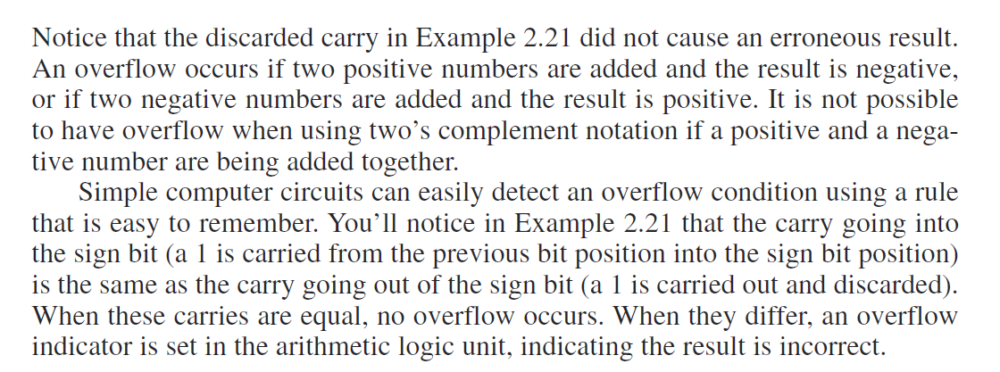 Notice that the discarded carry in Example 2.21 did not cause an erroneous result.
An overflow occurs if two positive numbers are added and the result is negative,
or if two negative numbers are added and the result is positive. It is not possible
to have overflow when using two’s complement notation if a positive and a nega-
tive number are being added together.
Simple computer circuits can easily detect an overflow condition using a rule
that is easy to remember. You’ll notice in Example 2.21 that the carry going into
the sign bit (a 1 is carried from the previous bit position into the sign bit position)
is the same as the carry going out of the sign bit (a 1 is carried out and discarded).
When these carries are equal, no overflow occurs. When they differ, an overflow
indicator is set in the arithmetic logic unit, indicating the result is incorrect.